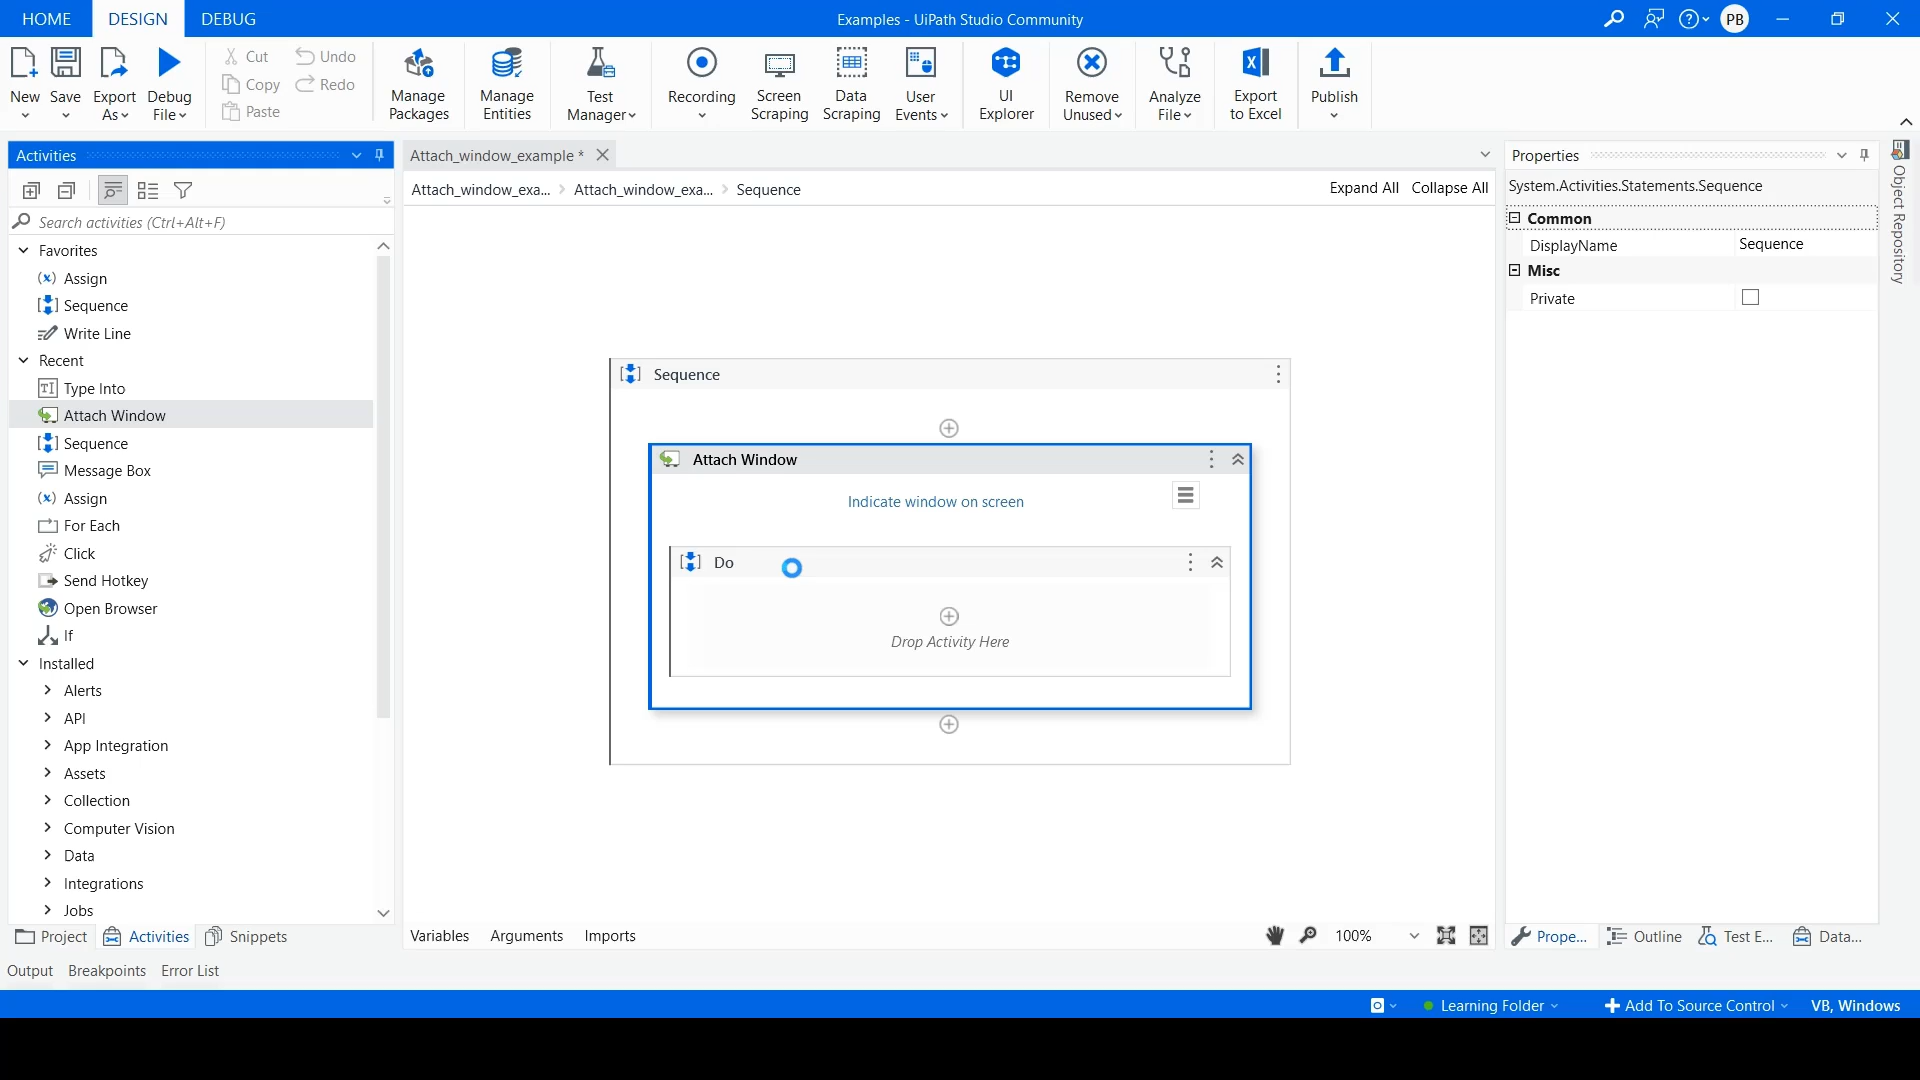 HOME
DESIGN
DEBUG
Examples - UiPath Studio Community
PB
New
Save
Export As
Debug File
Cut
Copy
Paste
Undo
Redo
Manage Packages
Manage Entities
Test Manager
Recording
Screen Scraping
Data Scraping
User Events
UI Explorer
Remove Unused
Analyze File
Export to Excel
Publish
Activities
Search activities (Ctrl+Alt+F)
Favorites
Assign
Sequence
Write Line
Recent
Type Into
Attach Window
Sequence
Message Box
Assign
For Each
Click
Send Hotkey
Open Browser
If
Installed
Alerts
API
App Integration
Assets
Collection
Computer Vision
Data
Integrations
Jobs
Project
Activities
Snippets
Attach_window_example *
Attach_window_exa... > Attach_window_exa... > Sequence
Expand All
Collapse All
Sequence
Attach Window
Indicate window on screen
Do
Drop Activity Here
Variables
Arguments
Imports
100%
Properties
System.Activities.Statements.Sequence
Common
DisplayName
Sequence
Misc
Private
Object Repository
Prope...
Outline
Test E...
Data...
Output
Breakpoints
Error List
Learning Folder
Add To Source Control
VB, Windows